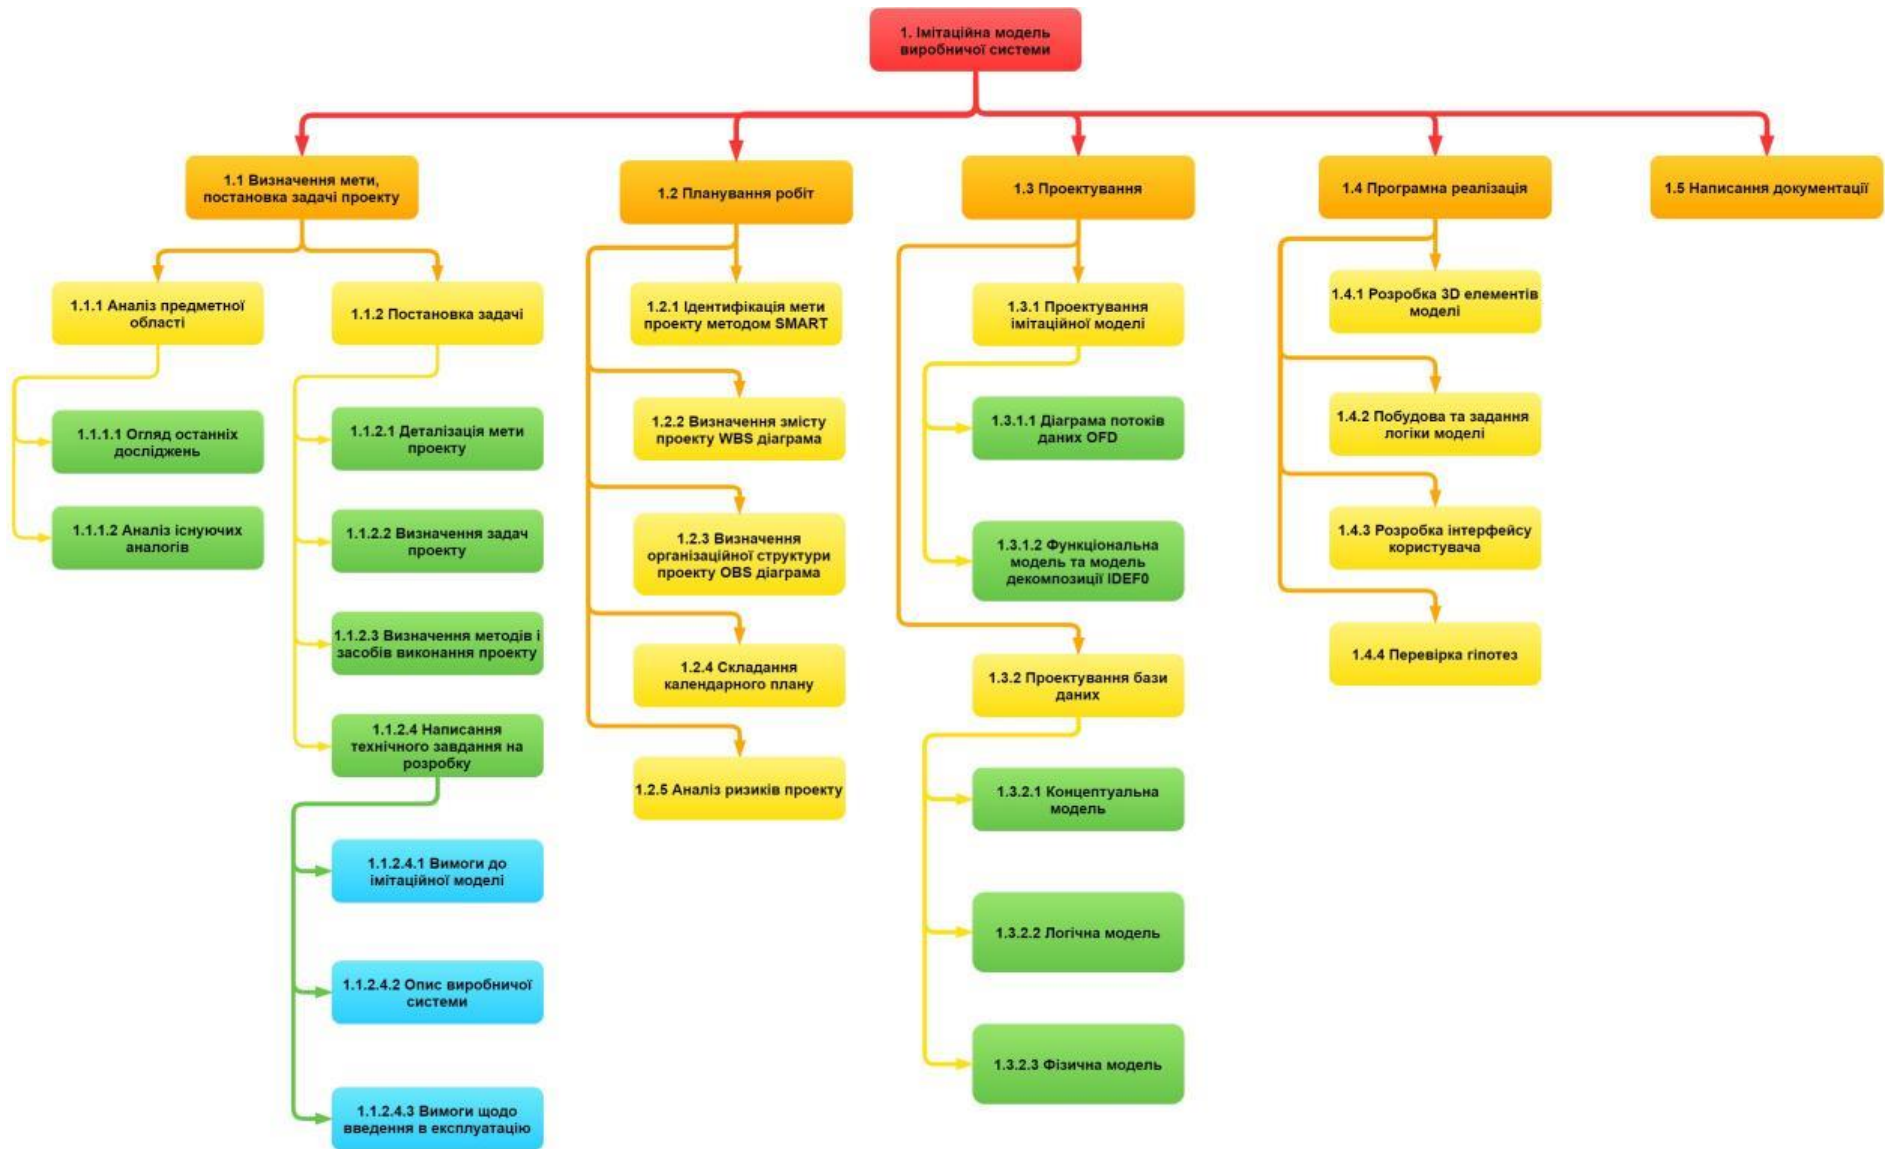 1. Імітаційна модель
виробничої системи
1.1 Визначення мети,
постановка задачі проекту
1.2 Планування робіт
1.3 Проектування
1.4 Програмна реалізація
1.5 Написання документації
1.1.1 Аналіз предметної
області
1.1.1.1 Огляд останніх
досліджень
1.1.1.2 Аналіз існуючих
аналогів
1.1.2 Постановка задачі
1.1.2.1 Деталізація мети
проекту
1.1.2.2 Визначення задач
проекту
1.1.2.3 Визначення методів і
засобів виконання проекту
1.1.2.4 Написання
технічного завдання на
розробку
1.1.2.4.1 Вимоги до
імітаційної моделі
1.1.2.4.2 Опис виробничої
системи
1.1.2.4.3 Вимоги щодо
введення в експлуатацію
1.2.1 Ідентифікація мети
проекту методом SMART
1.2.2 Визначення змісту
проекту WBS діаграма
1.2.3 Визначення
організаційної структури
проекту OBS діаграма
1.2.4 Складання
календарного плану
1.2.5 Аналіз ризиків проекту
1.3.1 Проектування
імітаційної моделі
1.3.1.1 Діаграма потоків
даних OFD
1.3.1.2 Функціональна
модель та модель
декомпозиції IDEF0
1.3.2 Проектування бази
даних
1.3.2.1 Концептуальна
модель
1.3.2.2 Логічна модель
1.3.2.3 Фізична модель
1.4.1 Розробка 3D елементів
моделі
1.4.2 Побудова та задання
логіки моделі
1.4.3 Розробка інтерфейсу
користувача
1.4.4 Перевірка гіпотез